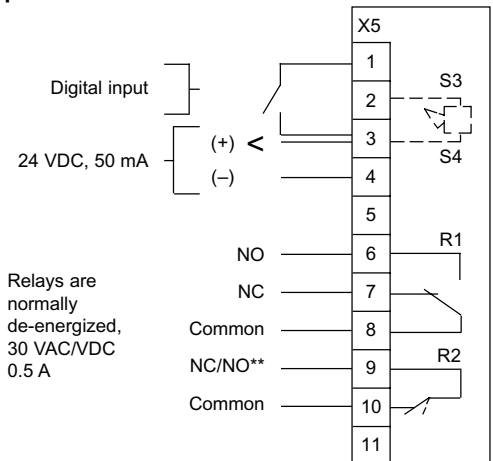 X5
1
Digital input
2
S3
(+) <
3
S4
24 VDC, 50 mA
(–)
4
5
NO
6
R1
NC
7
Relays are
normally
de-energized,
30 VAC/VDC
0.5 A
Common
8
NC/NO**
9
R2
Common
10
11